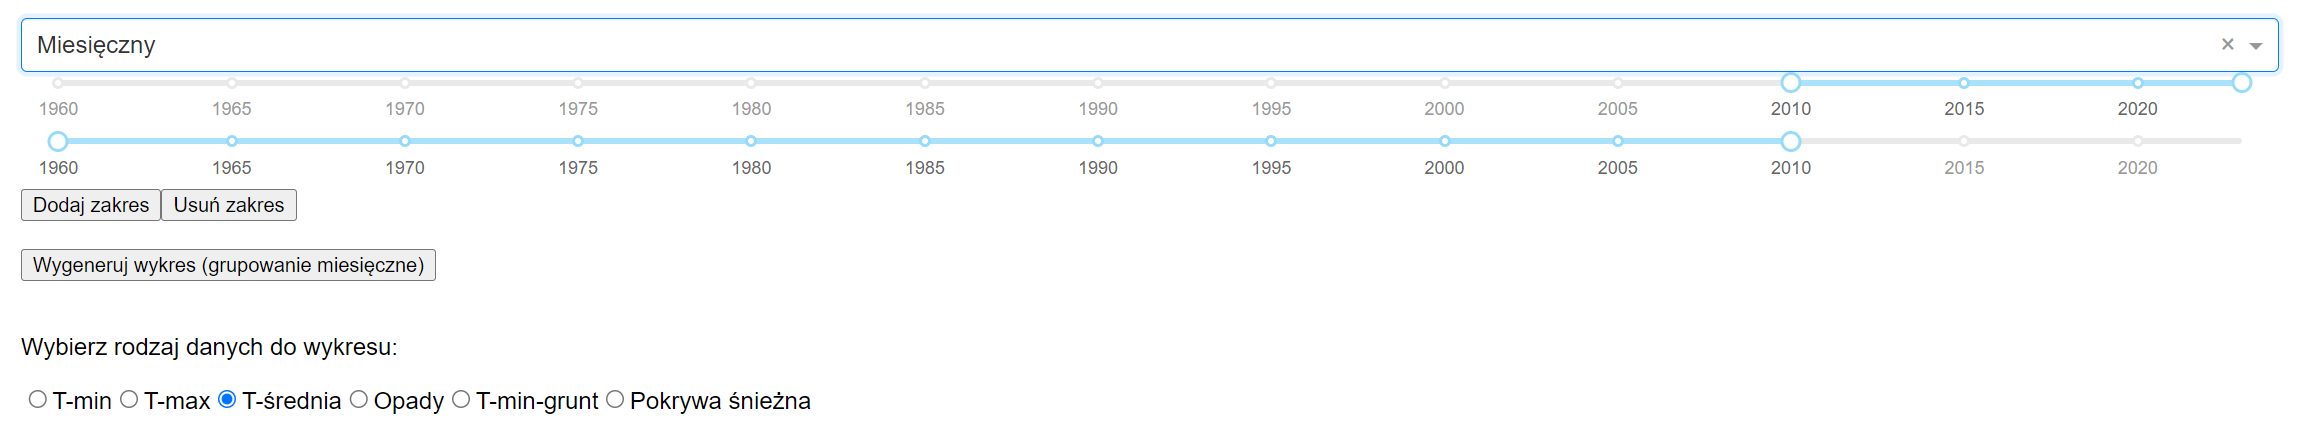 Miesięczny
1960 1965 1970 1975 1980 1985 1990 1995 2000 2005 2010 2015 2020
1960 1965 1970 1975 1980 1985 1990 1995 2000 2005 2010 2015 2020
Dodaj zakres Usuń zakres
Wygeneruj wykres (grupowanie miesięczne)
Wybierz rodzaj danych do wykresu:
T-min T-max T-średnia Opady T-min-grunt Pokrywa śnieżna